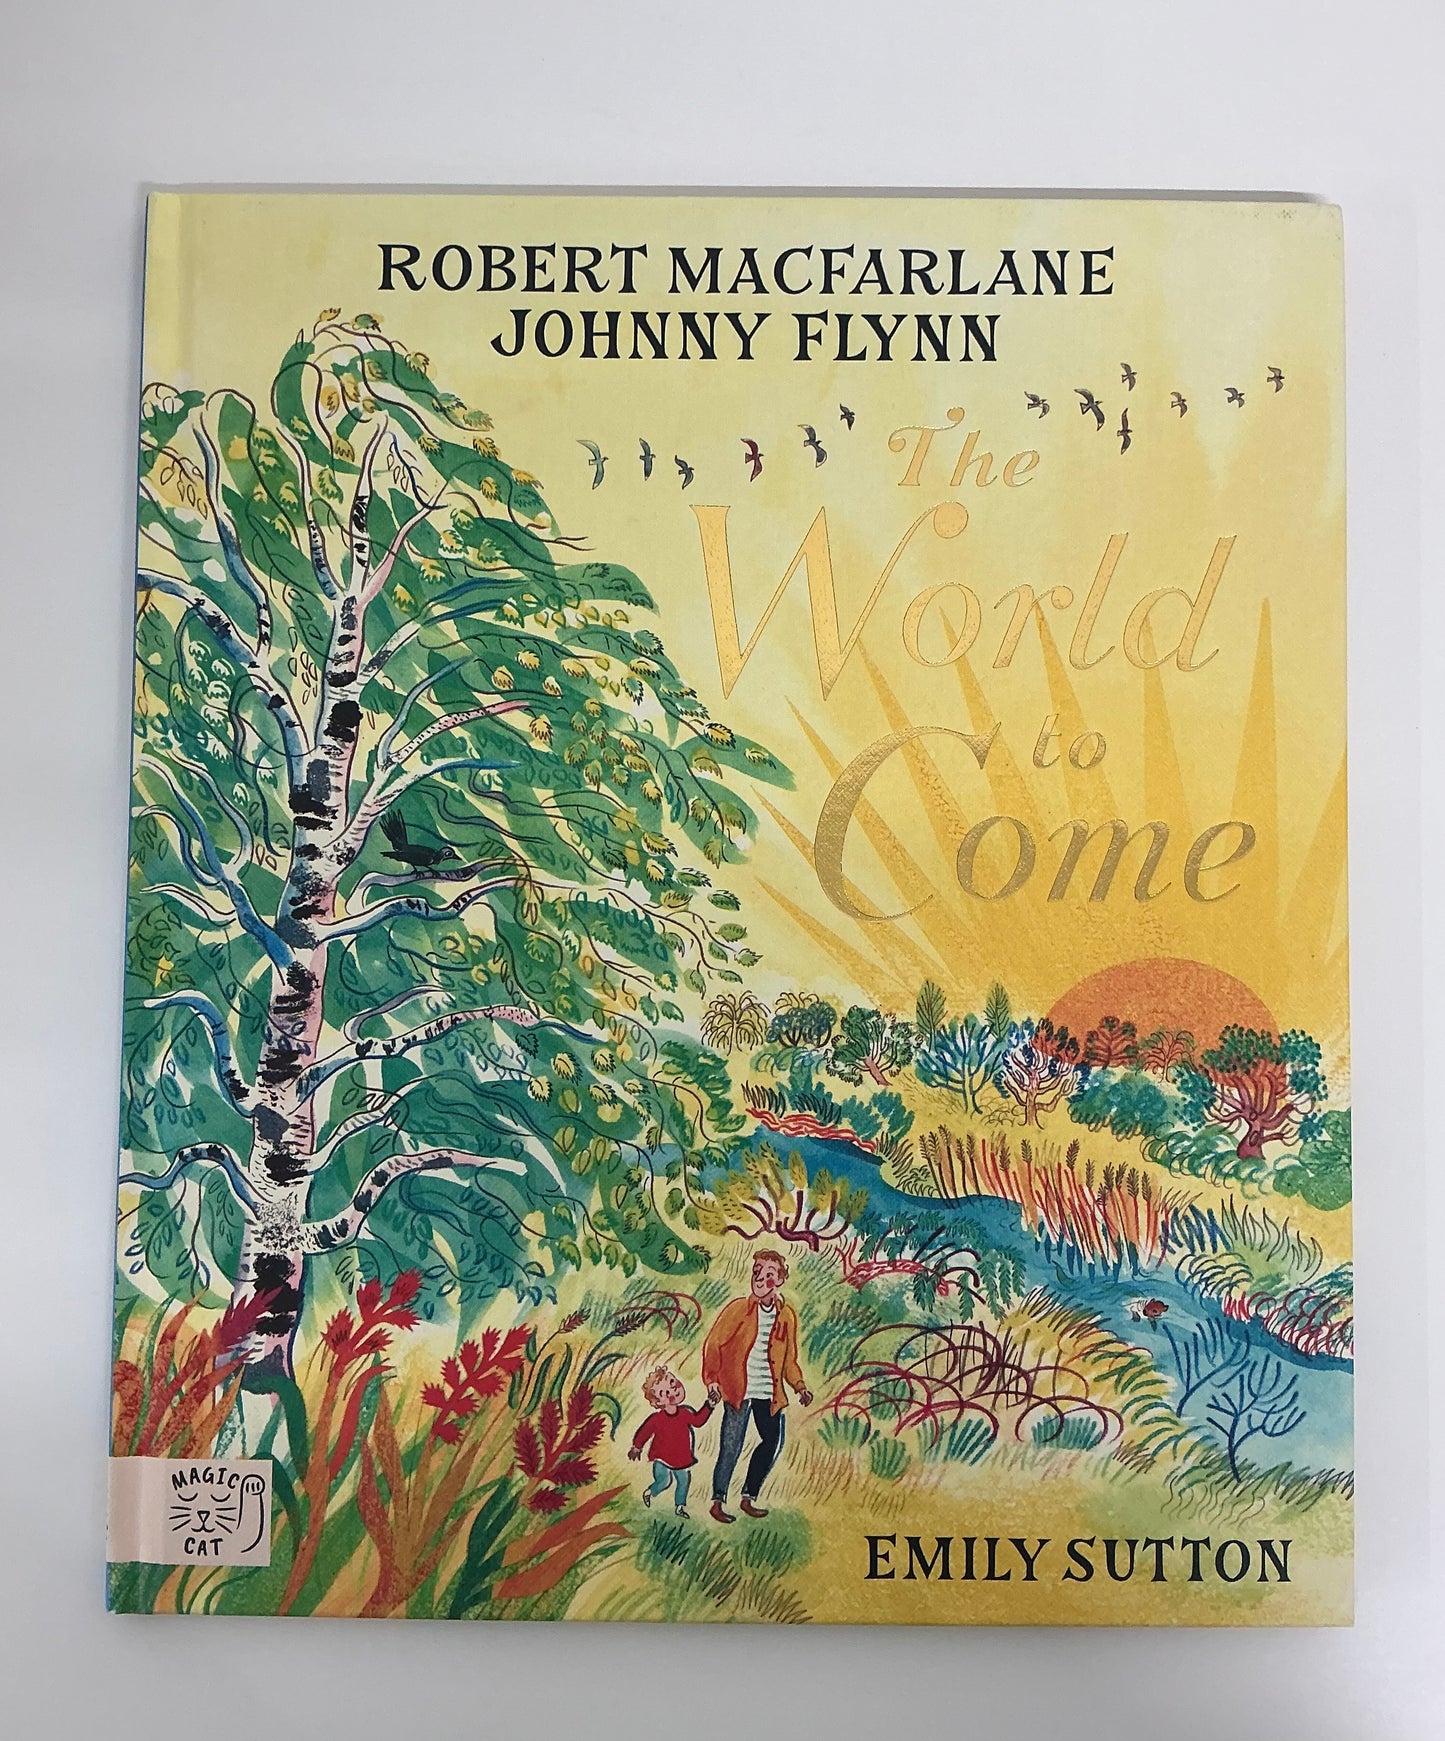 ROBERT MACFARLANE
JOHNNY FLYNN
The
World
to
Come
MAGIC
CAT
EMILY SUTTON